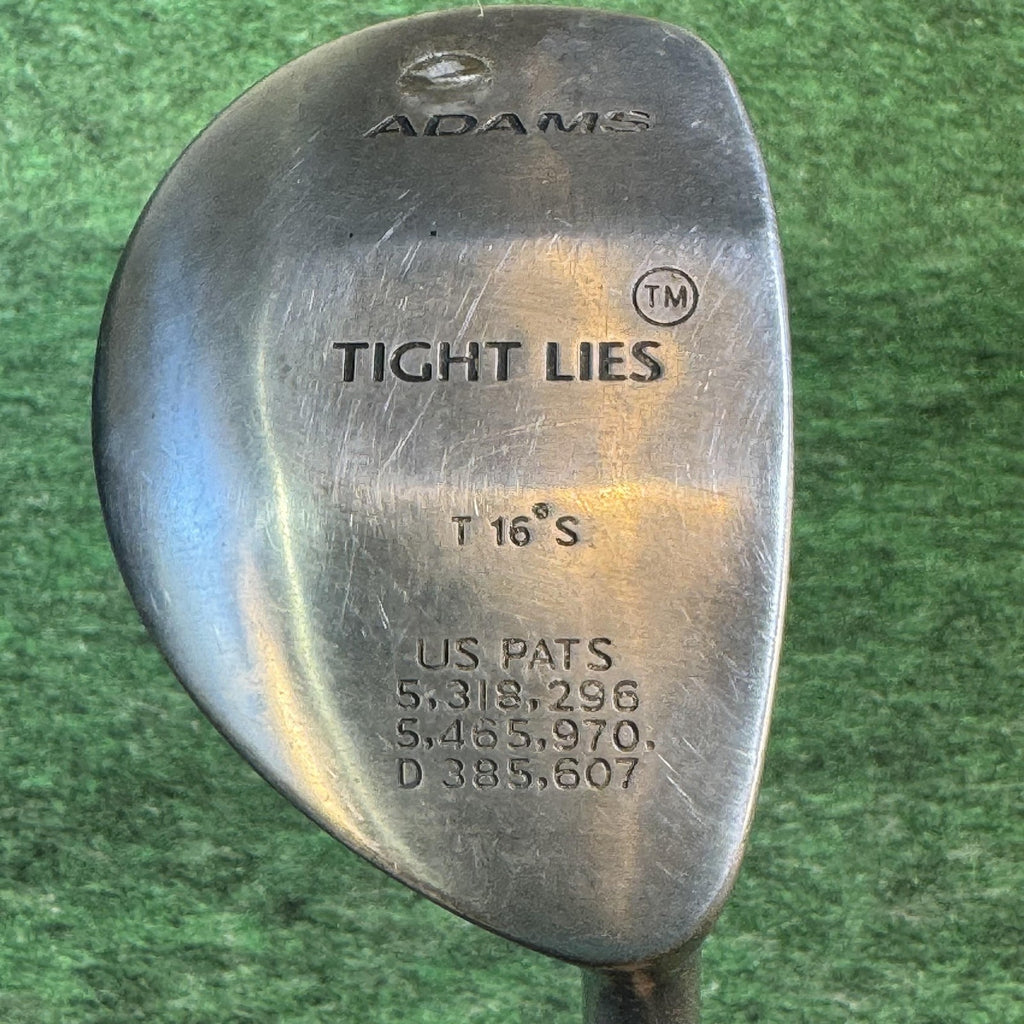 ADAMS
TM
TIGHT LIES
T 16° S
US PATS
5,318,296
5,465,970.
D 385,607